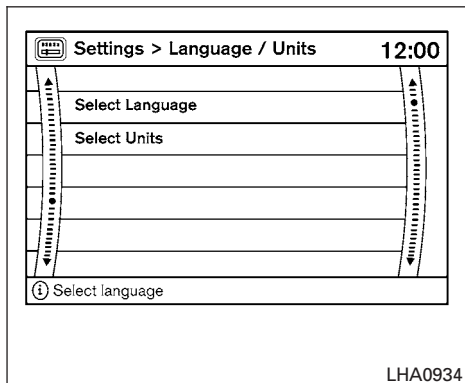 Settings > Language / Units 12:00
Select Language
Select Units
i Select language
LHA0934